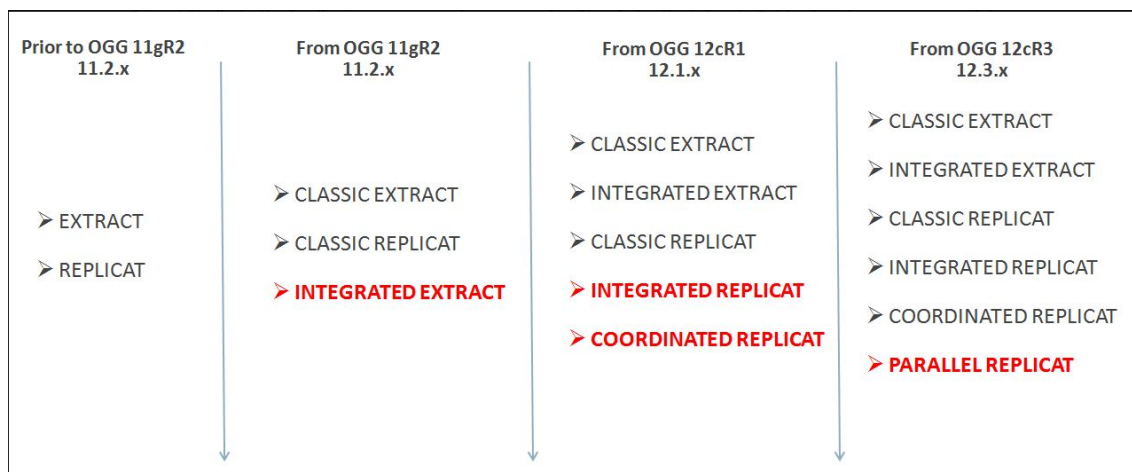 Prior to OGG 11gR2
11.2.x
EXTRACT
REPLICAT
From OGG 11gR2
11.2.x
CLASSIC EXTRACT
CLASSIC REPLICAT
INTEGRATED EXTRACT
From OGG 12cR1
12.1.x
CLASSIC EXTRACT
INTEGRATED EXTRACT
CLASSIC REPLICAT
INTEGRATED REPLICAT
COORDINATED REPLICAT
From OGG 12cR3
12.3.x
CLASSIC EXTRACT
INTEGRATED EXTRACT
CLASSIC REPLICAT
INTEGRATED REPLICAT
COORDINATED REPLICAT
PARALLEL REPLICAT